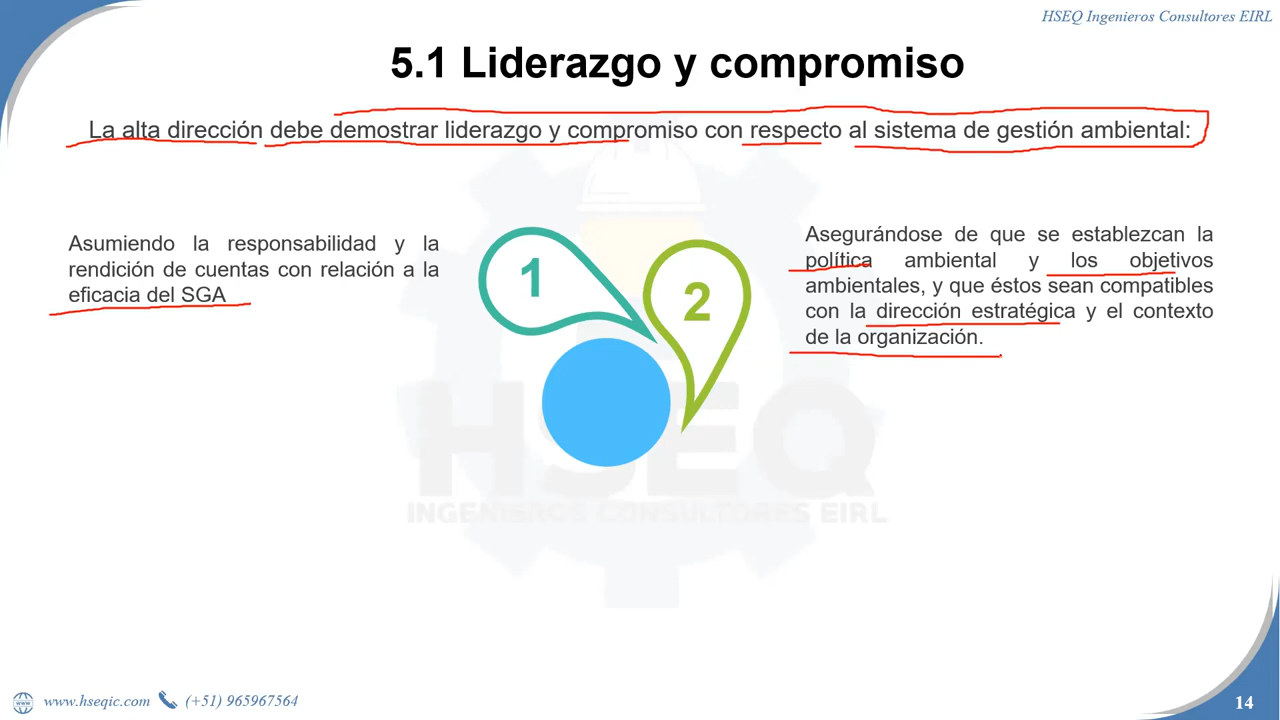 HSEQ Ingenieros Consultores EIRL
5.1 Liderazgo y compromiso
La alta dirección debe demostrar liderazgo y compromiso con respecto al sistema de gestión ambiental:
Asumiendo la responsabilidad y la
rendición de cuentas con relación a la
eficacia del SGA
1
2
Asegurándose de que se establezcan la
política ambiental y los objetivos
ambientales, y que éstos sean compatibles
con la dirección estratégica y el contexto
de la organización.
HSEQ
INGENIEROS CONSULTORES EIRL
www.hseqic.com (+51) 965967564
14